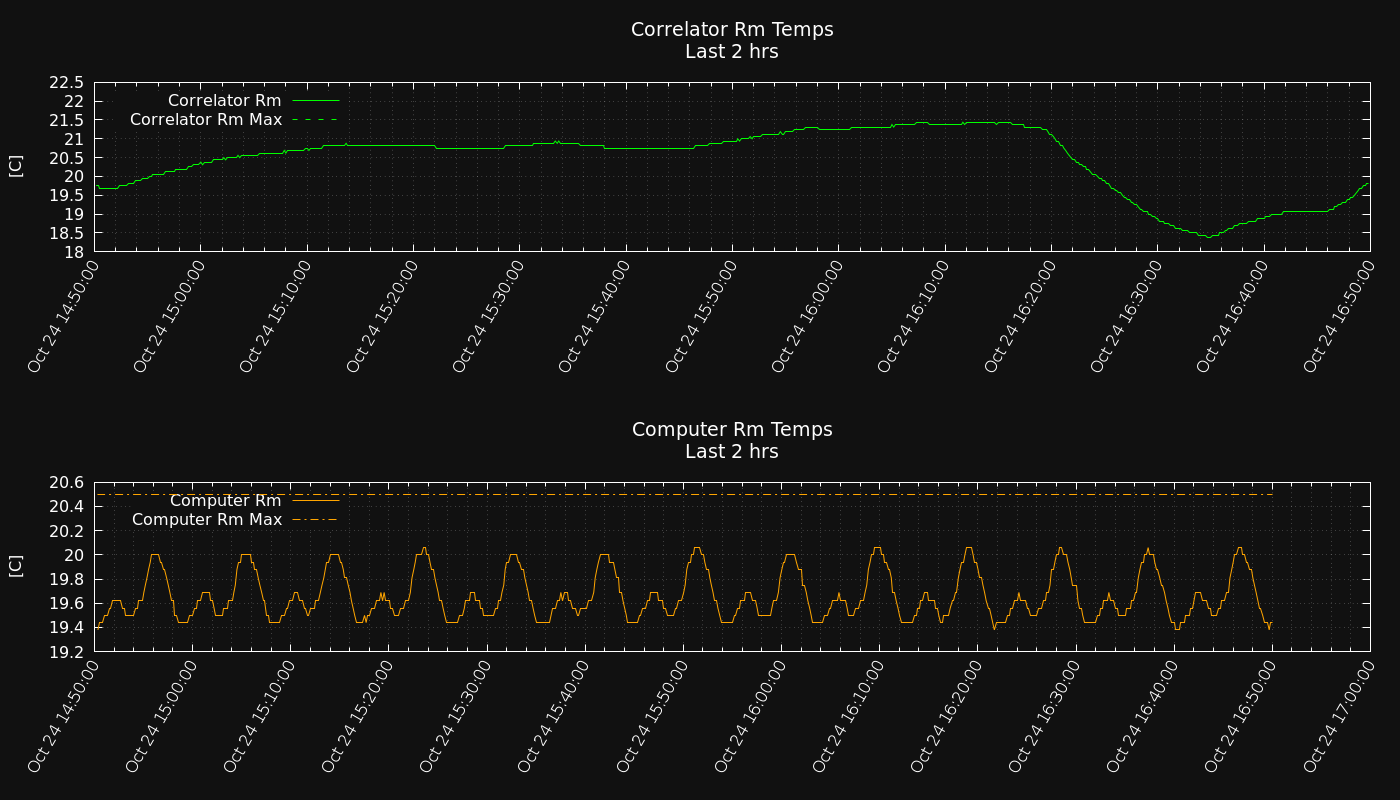 Correlator Rm Temps
Last 2 hrs
22.5
22
21.5
21
20.5
20
19.5
19
18.5
18
[C]
Correlator Rm
Correlator Rm Max
Oct 24 14:50:00
Oct 24 15:00:00
Oct 24 15:10:00
Oct 24 15:20:00
Oct 24 15:30:00
Oct 24 15:40:00
Oct 24 15:50:00
Oct 24 16:00:00
Oct 24 16:10:00
Oct 24 16:20:00
Oct 24 16:30:00
Oct 24 16:40:00
Oct 24 16:50:00
Computer Rm Temps
Last 2 hrs
20.6
20.4
20.2
20
19.8
19.6
19.4
19.2
[C]
Computer Rm
Computer Rm Max
Oct 24 14:50:00
Oct 24 15:00:00
Oct 24 15:10:00
Oct 24 15:20:00
Oct 24 15:30:00
Oct 24 15:40:00
Oct 24 15:50:00
Oct 24 16:00:00
Oct 24 16:10:00
Oct 24 16:20:00
Oct 24 16:30:00
Oct 24 16:40:00
Oct 24 16:50:00
Oct 24 17:00:00